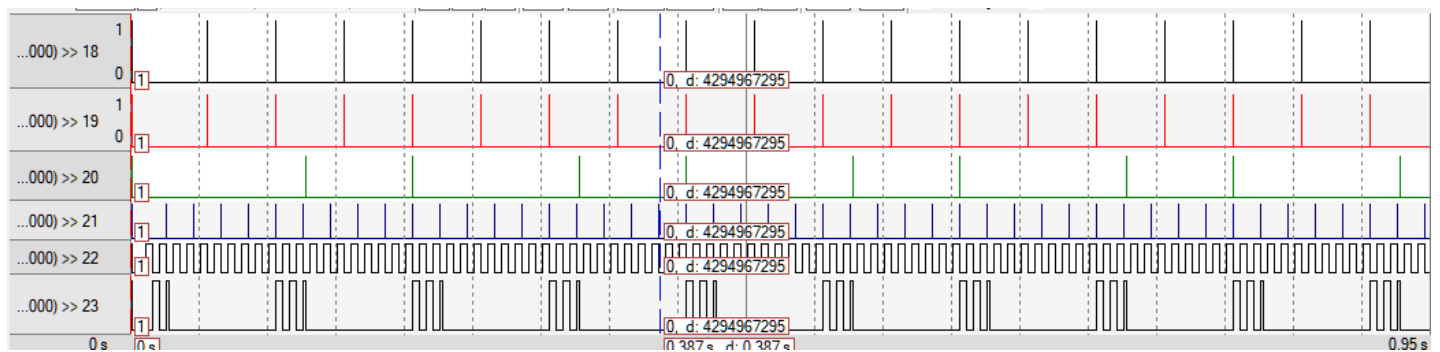 ...000) >> 18 1 0 1 0, d: 4294967295
...000) >> 19 1 0 1 0, d: 4294967295
...000) >> 20 1 0, d: 4294967295
...000) >> 21 1 0, d: 4294967295
...000) >> 22 1 0, d: 4294967295
...000) >> 23 1 0, d: 4294967295
0 s 0 s 0.387 s, d: 0.387 s 0.95 s